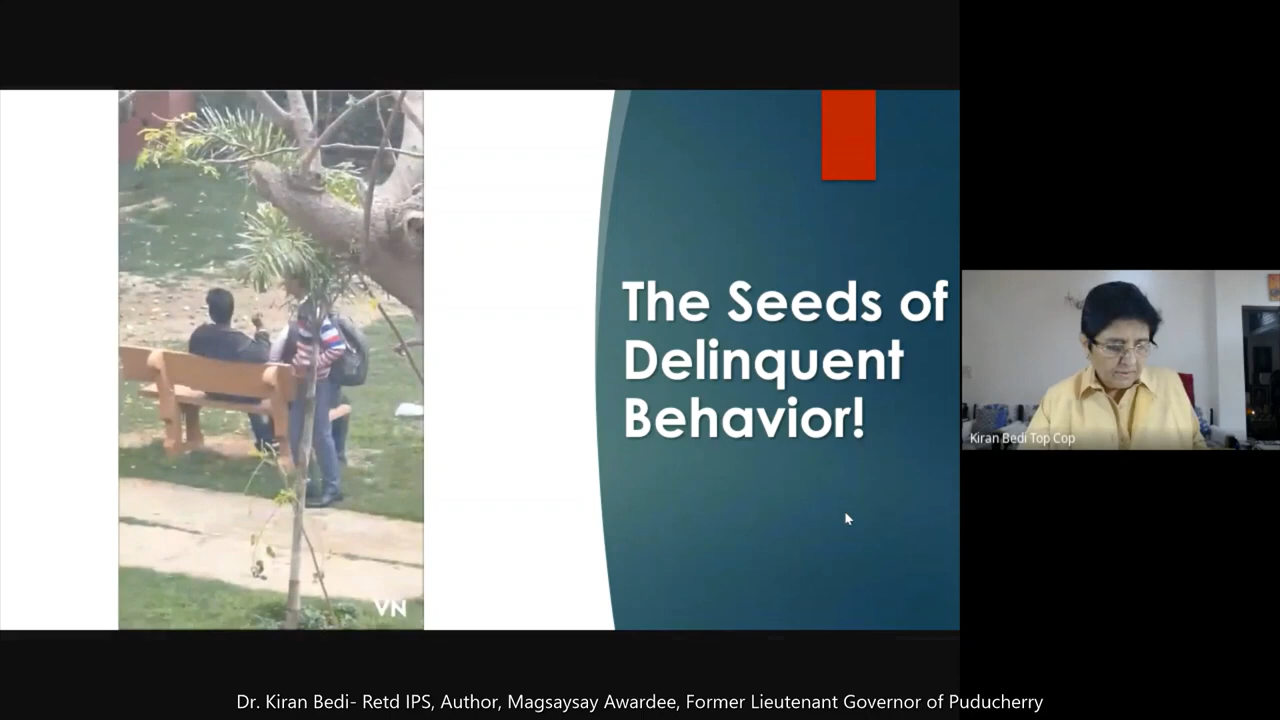 The Seeds of
Delinquent
Behavior!
VN
Kiran Bedi Top Cop
Dr. Kiran Bedi- Retd IPS, Author, Magsaysay Awardee, Former Lieutenant Governor of Puducherry